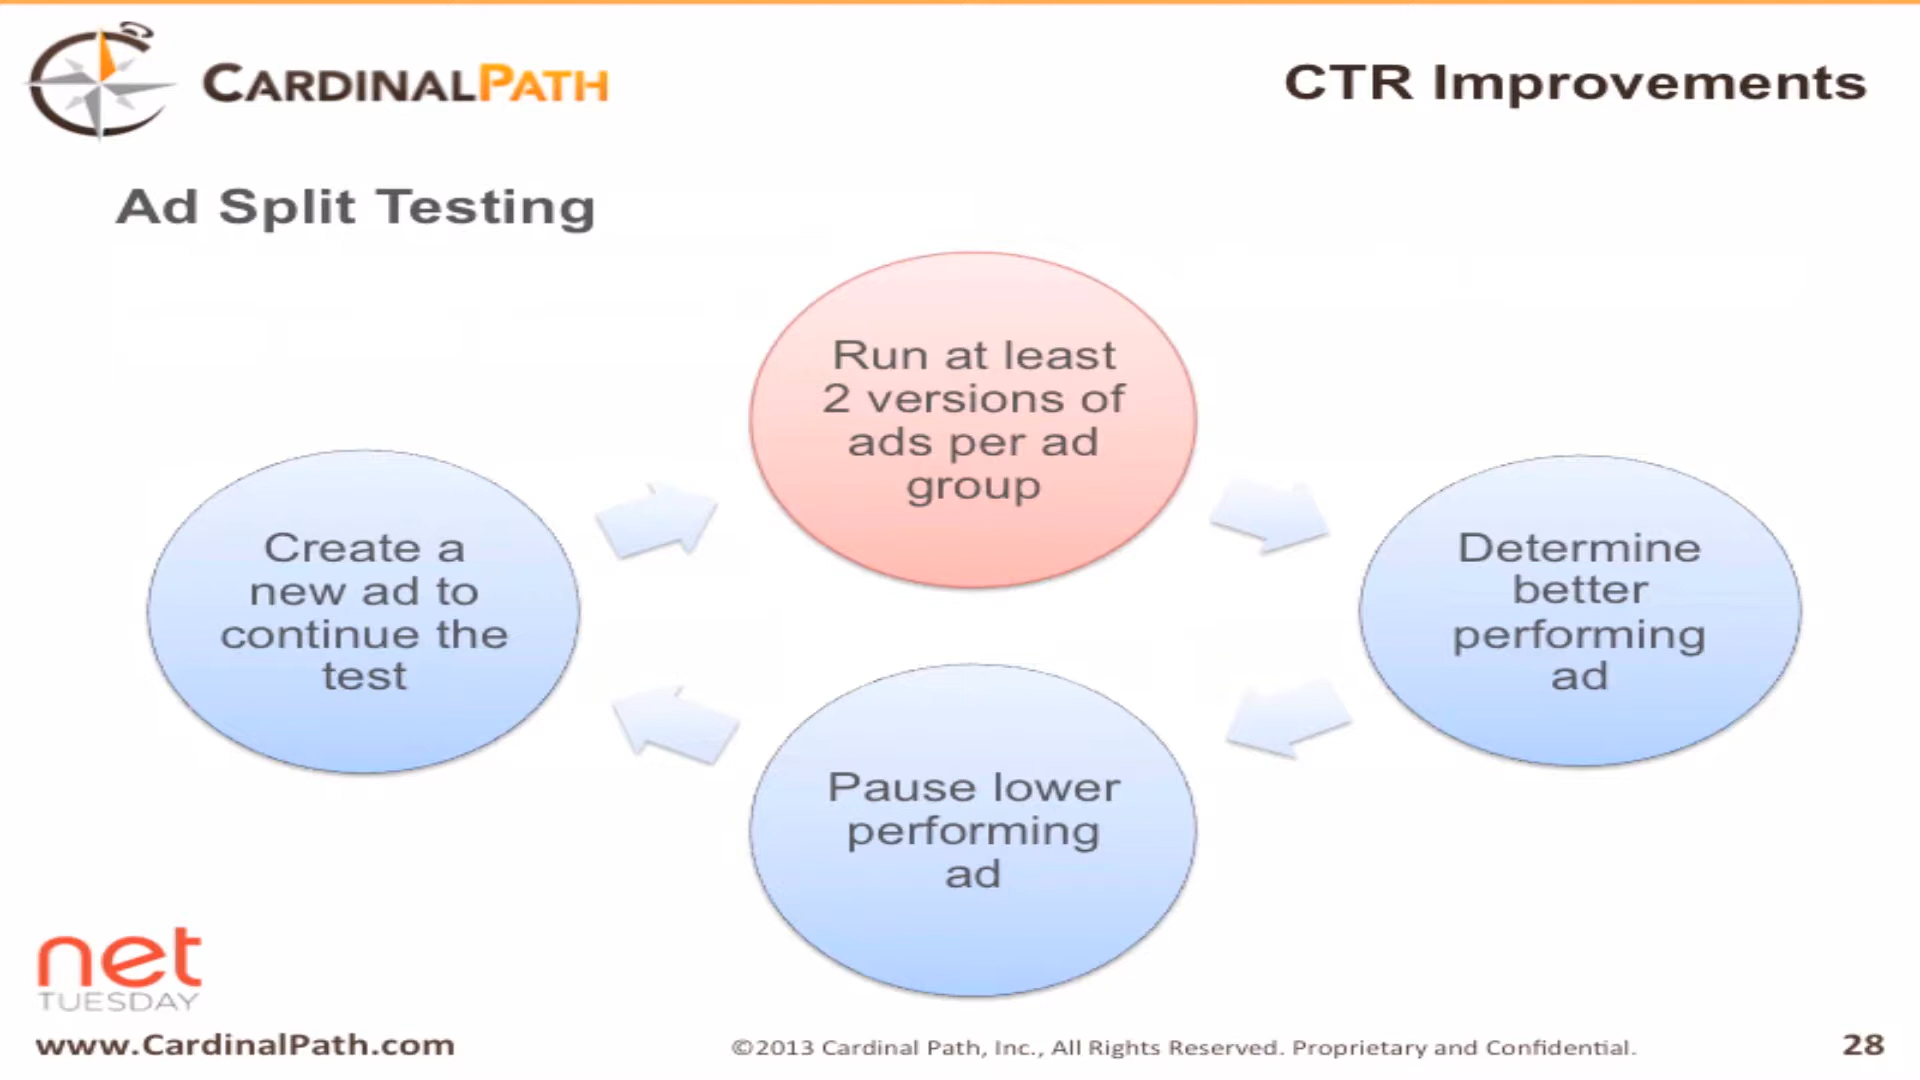 CARDINALPATH
CTR Improvements
Ad Split Testing
Run at least
2 versions of
ads per ad
group
Determine
better
performing
ad
Pause lower
performing
ad
Create a
new ad to
continue the
test
net
TUESDAY
www.CardinalPath.com
©2013 Cardinal Path, Inc., All Rights Reserved. Proprietary and Confidential.
28